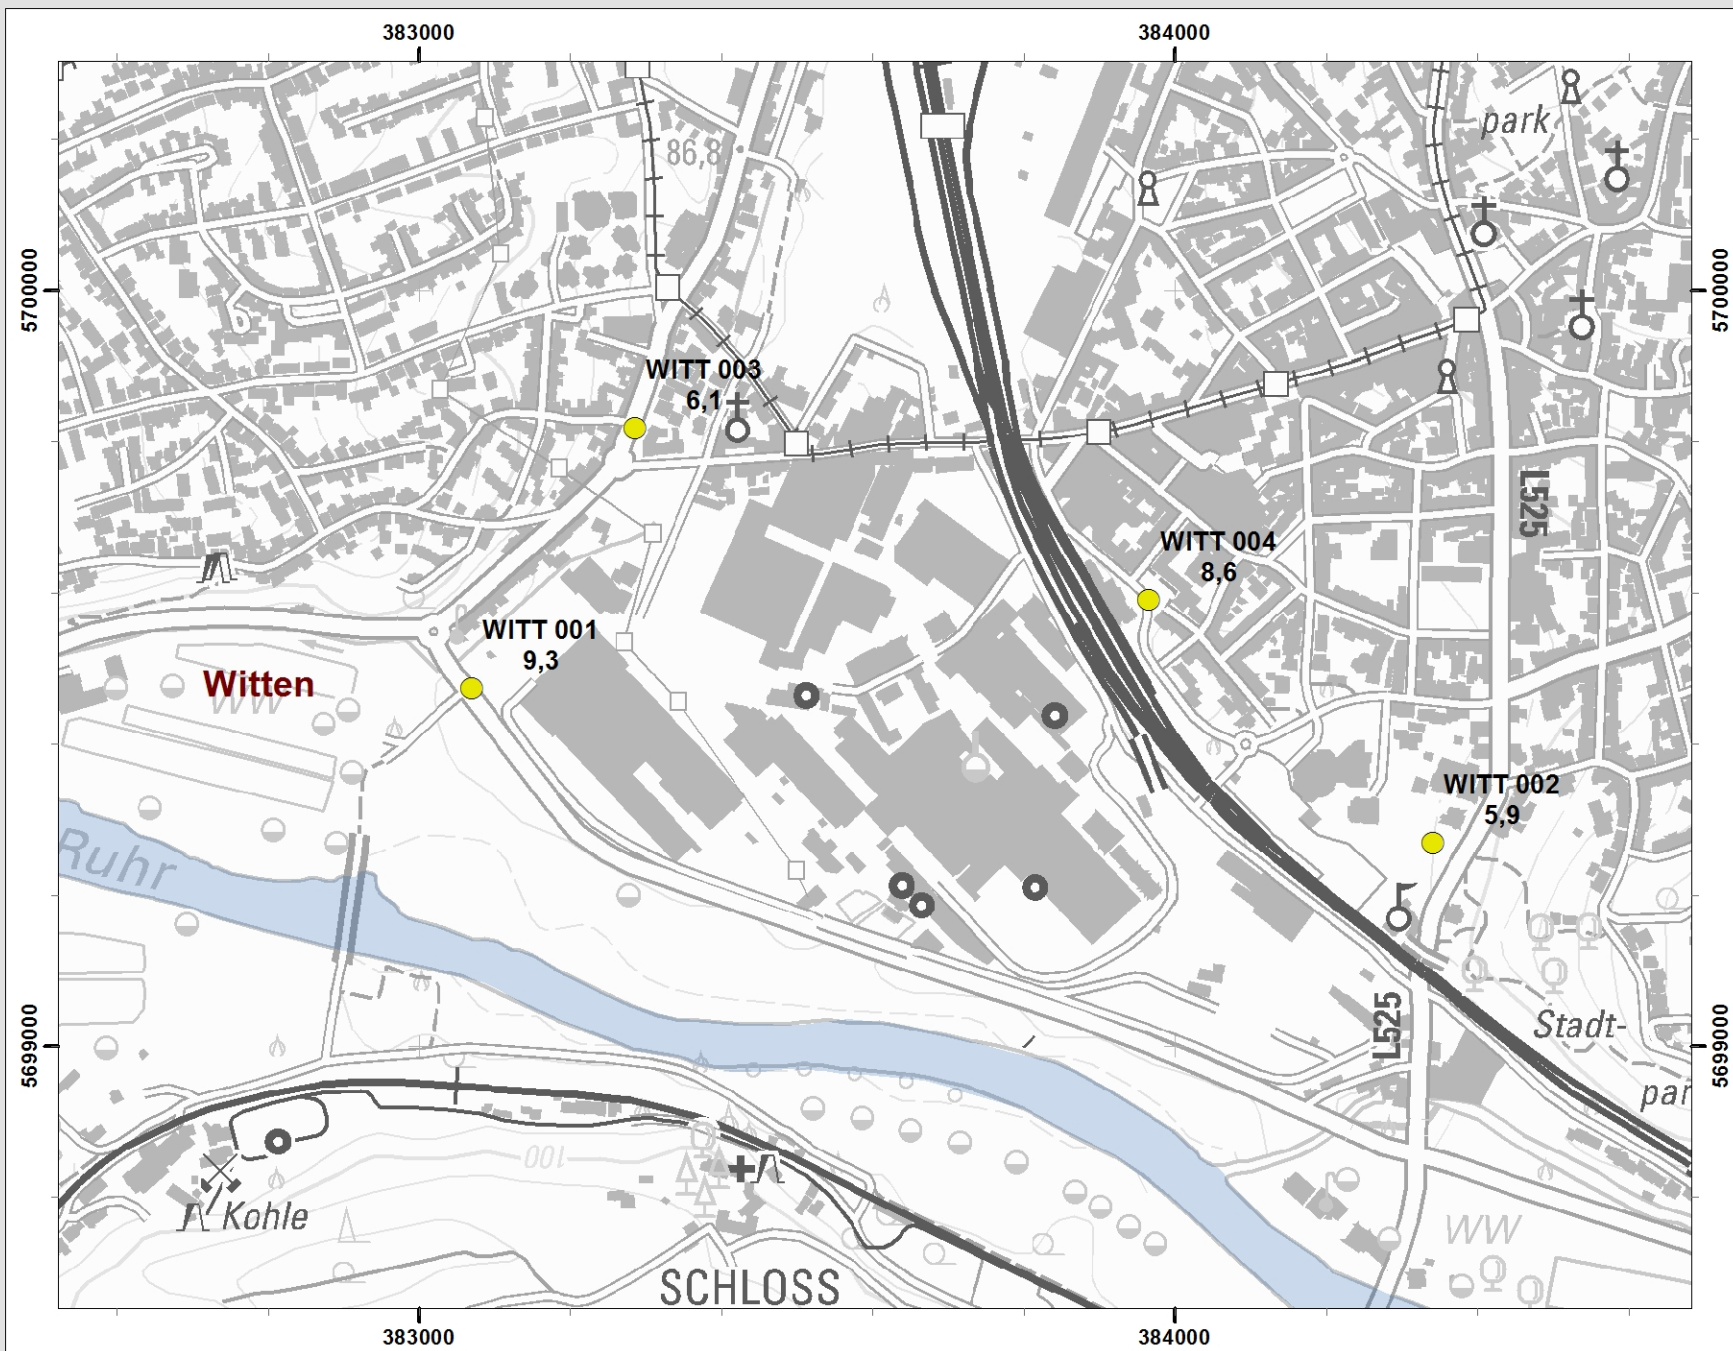 383000
384000
park
86,8
5700000
5700000
WITT 003
6,1
L525
WITT 004
8,6
WITT 001
9,3
Witten
WW
WITT 002
5,9
Ruhr
L525
Stadt-
par
5699000
5699000
100
Kohle
WW
SCHLOSS
383000
384000